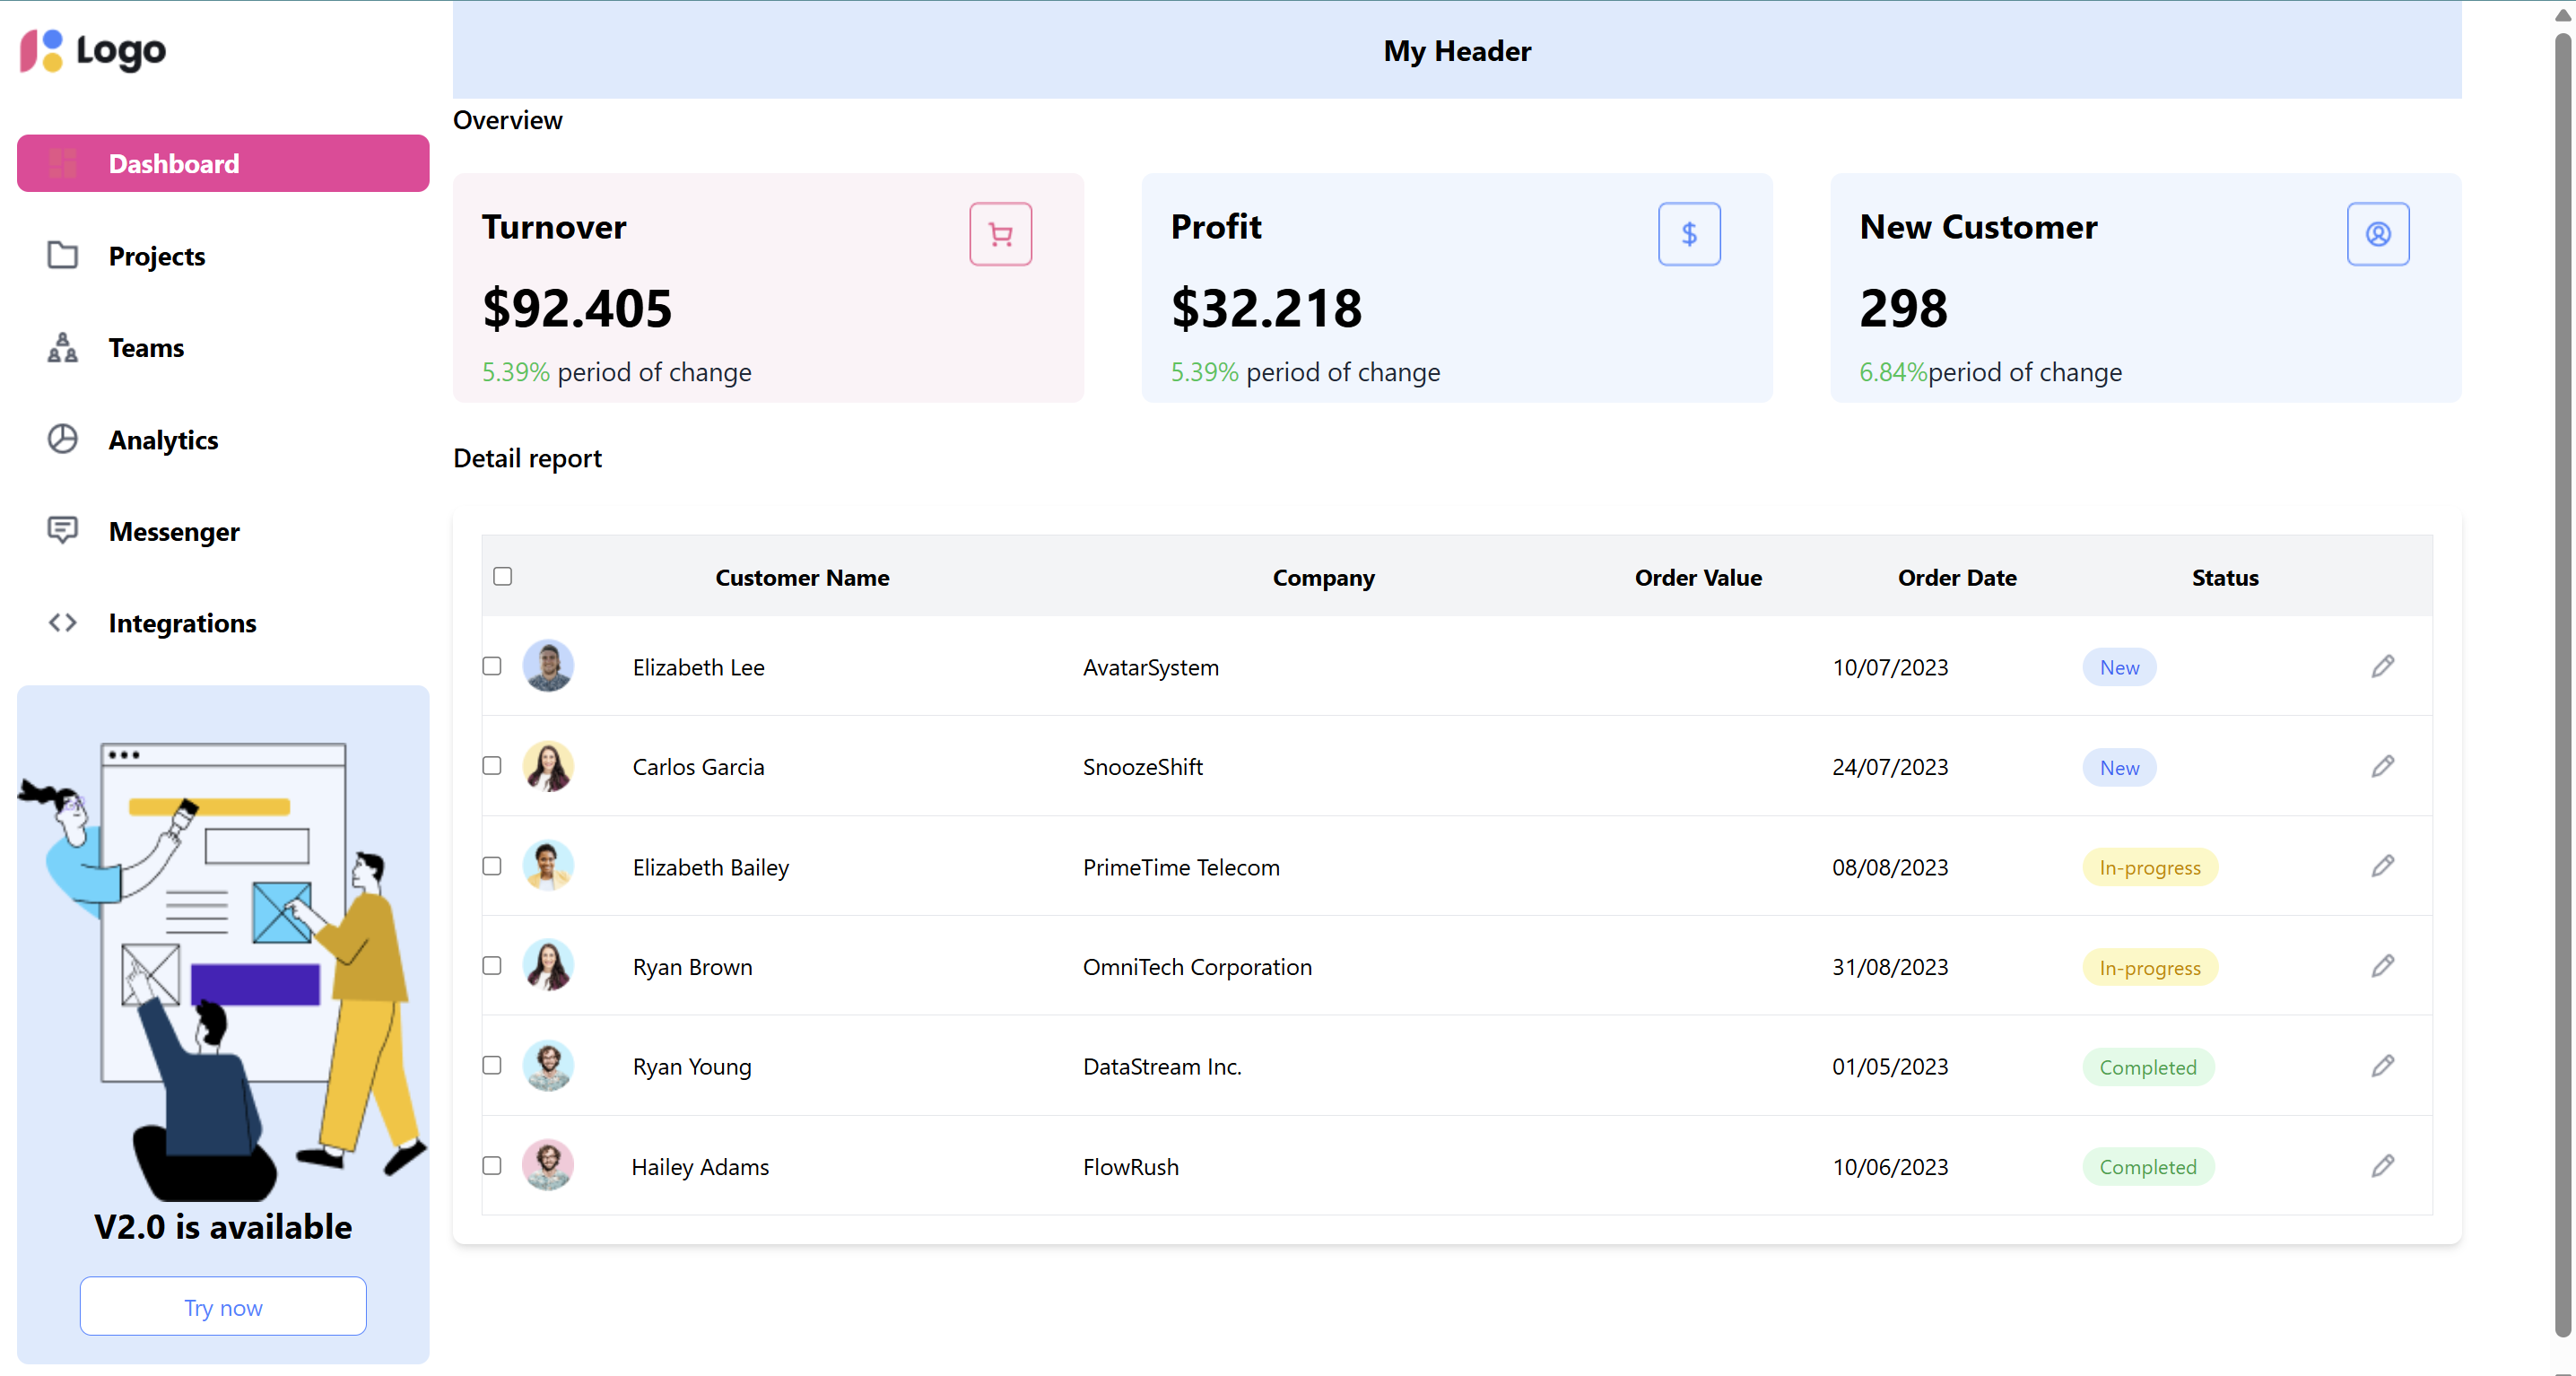 Logo
My Header
Dashboard
Projects
Teams
Analytics
Messenger
Integrations
V2.0 is available
Try now
Overview
Turnover
$92.405
5.39% period of change
Profit
$32.218
5.39% period of change
New Customer
298
6.84%period of change
Detail report
Customer Name Company Order Value Order Date Status
Elizabeth Lee AvatarSystem 10/07/2023 New
Carlos Garcia SnoozeShift 24/07/2023 New
Elizabeth Bailey PrimeTime Telecom 08/08/2023 In-progress
Ryan Brown OmniTech Corporation 31/08/2023 In-progress
Ryan Young DataStream Inc. 01/05/2023 Completed
Hailey Adams FlowRush 10/06/2023 Completed